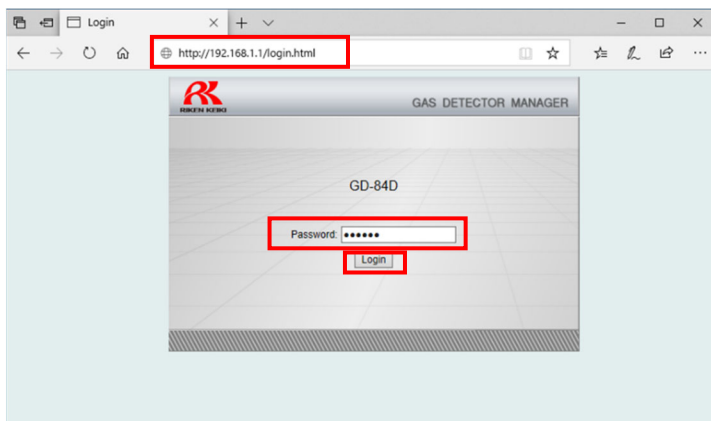 Login
http://192.168.1.1/login.html
RIKEN KEIKI
GAS DETECTOR MANAGER
GD-84D
Password: ••••••
Login